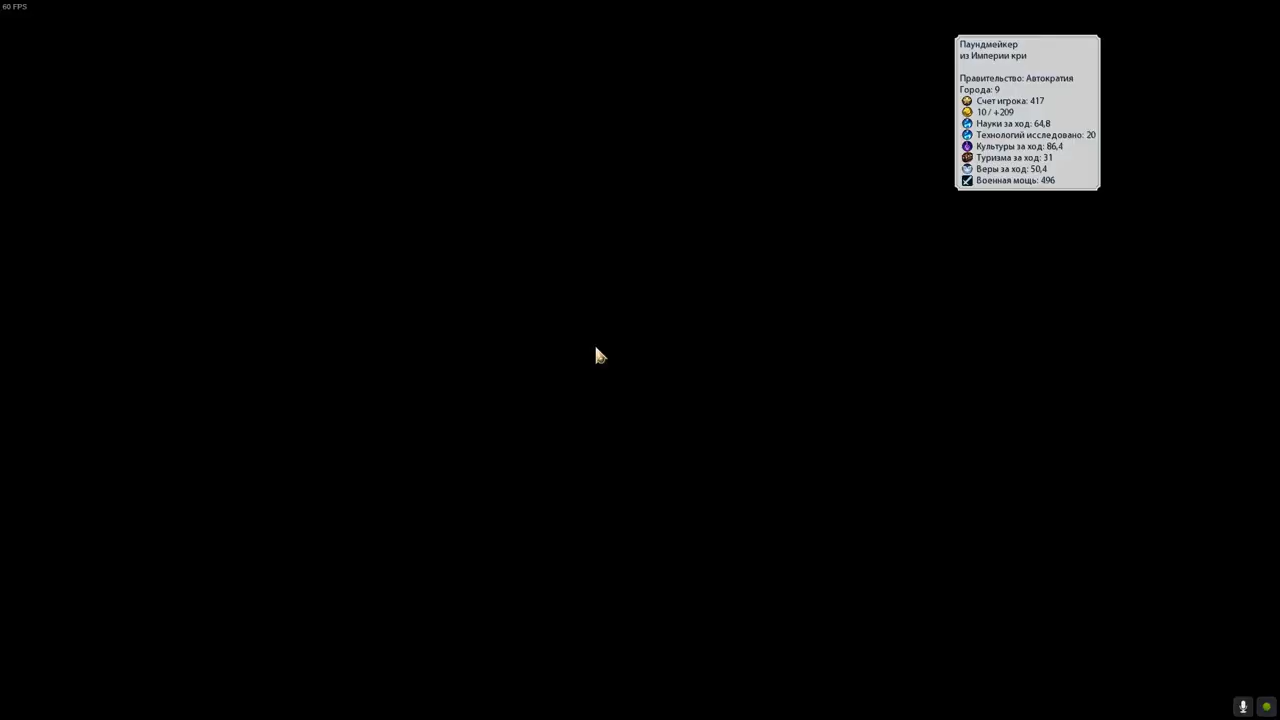 60 FPS
Паундмейкер
из Империи кри
Правительство: Автократия
Города: 9
Счет игрока: 417
10 / +209
Науки за ход: 64,8
Технологий исследовано: 20
Культуры за ход: 86,4
Туризма за ход: 31
Веры за ход: 50,4
Военная мощь: 496